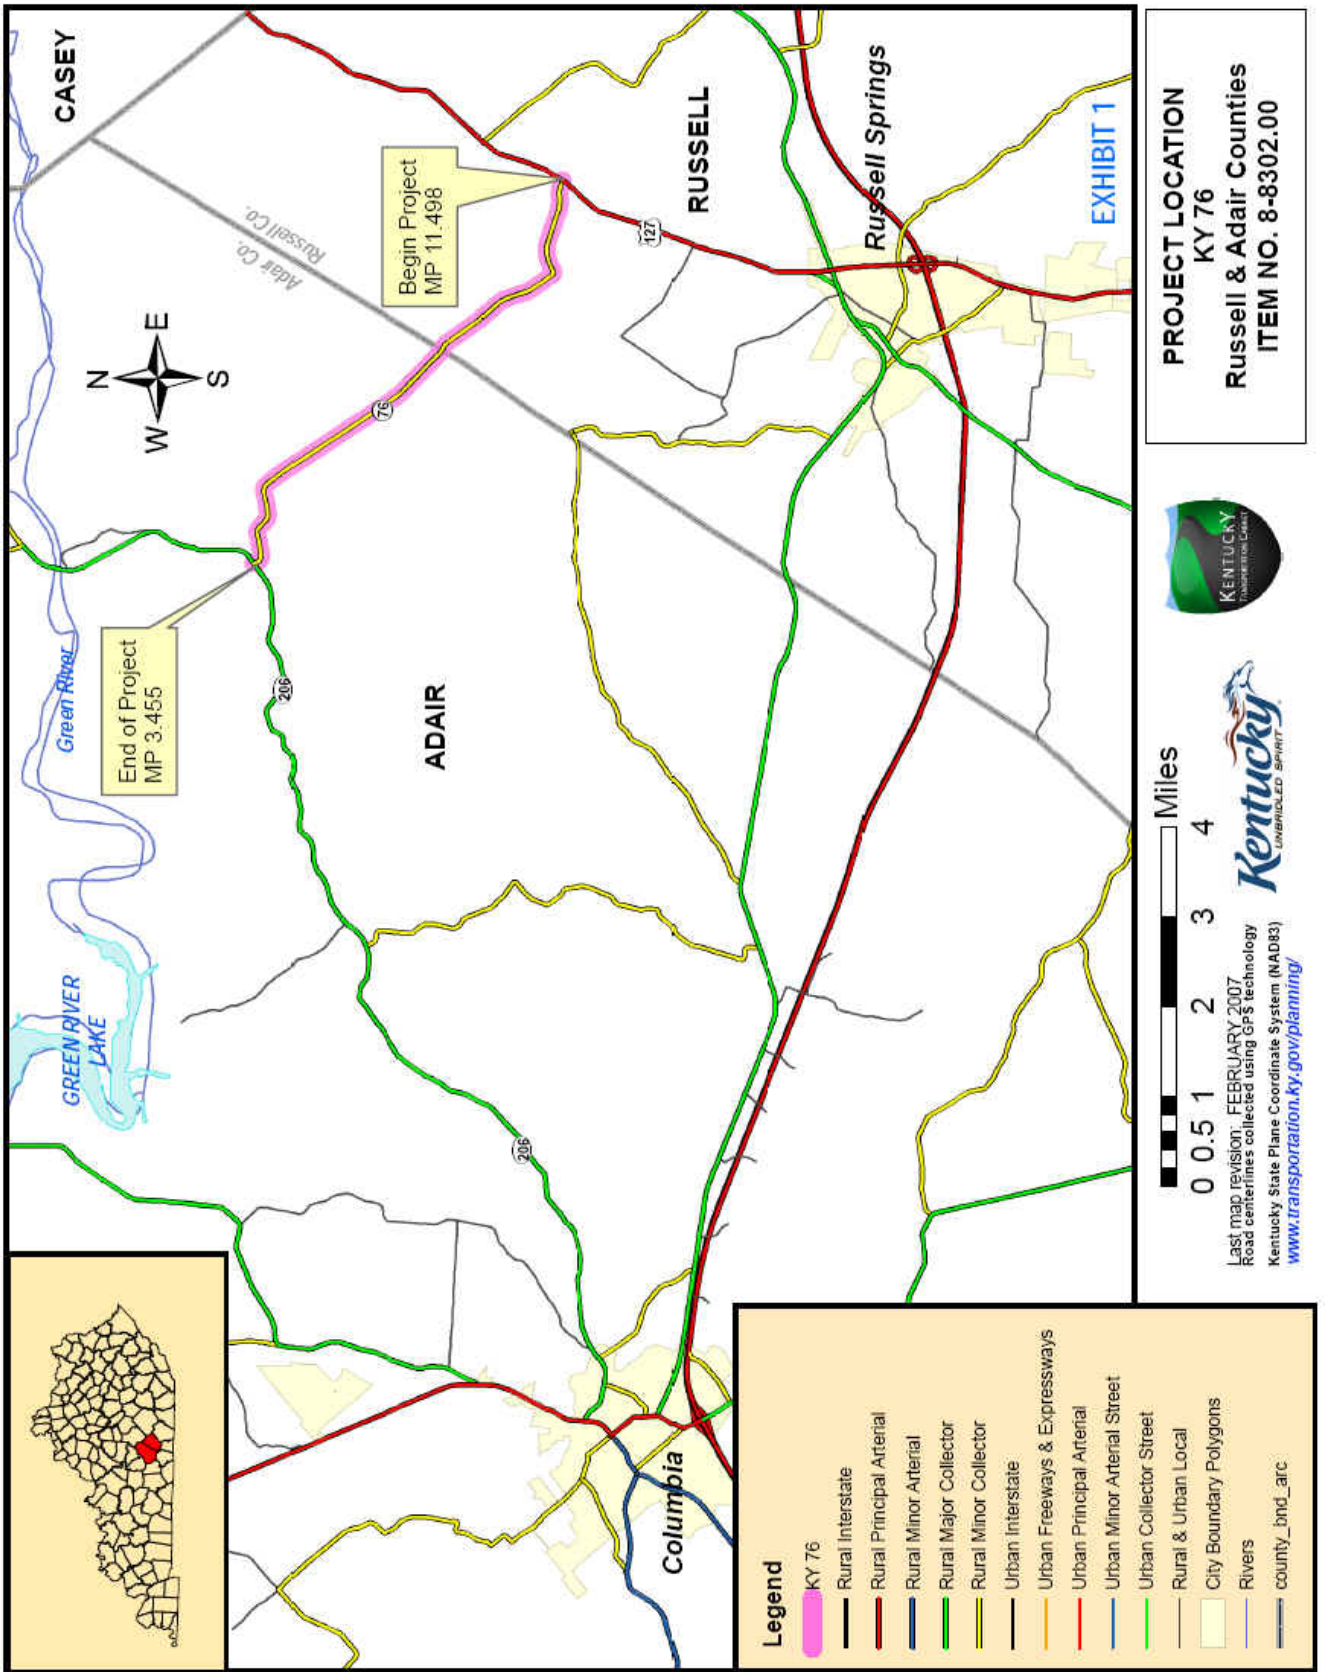 CASEY
N
W
E
S
Adair Co.
Russell Co.
Begin Project
MP 11.498
RUSSELL
127
Russell Springs
EXHIBIT 1
76
End of Project
MP 3.455
Green River
206
ADAIR
GREEN RIVER
LAKE
206
Columbia
Legend
KY 76
Rural Interstate
Rural Principal Arterial
Rural Minor Arterial
Rural Major Collector
Rural Minor Collector
Urban Interstate
Urban Freeways & Expressways
Urban Principal Arterial
Urban Minor Arterial Street
Urban Collector Street
Rural & Urban Local
City Boundary Polygons
Rivers
county_bnd_arc
0 0.5 1 2 3 4
Miles
Last map revision: FEBRUARY 2007
Road centerlines collected using GPS technology
Kentucky State Plane Coordinate System (NAD83)
www.transportation.ky.gov/planning/
Kentucky
UNBRIDLED SPIRIT
KENTUCKY
TRANSPORTATION CABINET
PROJECT LOCATION
KY 76
Russell & Adair Counties
ITEM NO. 8-8302.00